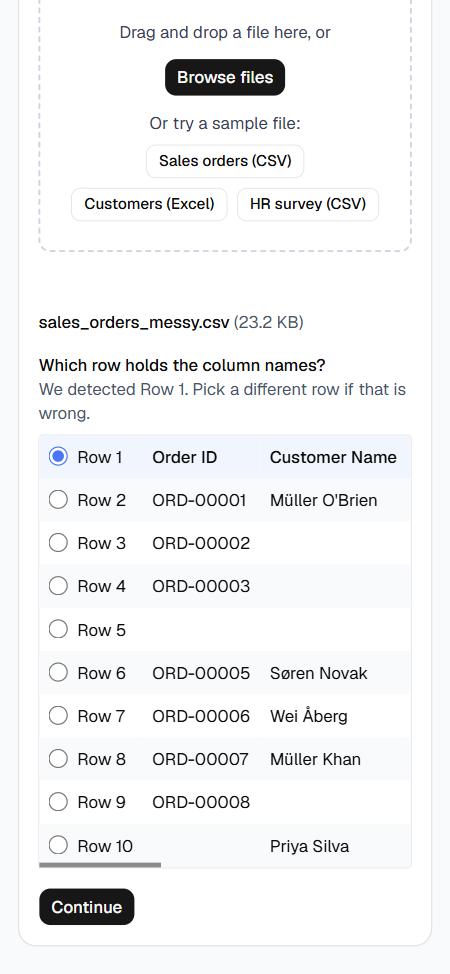 Drag and drop a file here, or
Browse files
Or try a sample file:
Sales orders (CSV)
Customers (Excel) HR survey (CSV)
sales_orders_messy.csv (23.2 KB)
Which row holds the column names?
We detected Row 1. Pick a different row if that is
wrong.
Row 1 Order ID Customer Name
Row 2 ORD-00001 Müller O'Brien
Row 3 ORD-00002
Row 4 ORD-00003
Row 5
Row 6 ORD-00005 Søren Novak
Row 7 ORD-00006 Wei Åberg
Row 8 ORD-00007 Müller Khan
Row 9 ORD-00008
Row 10 Priya Silva
Continue